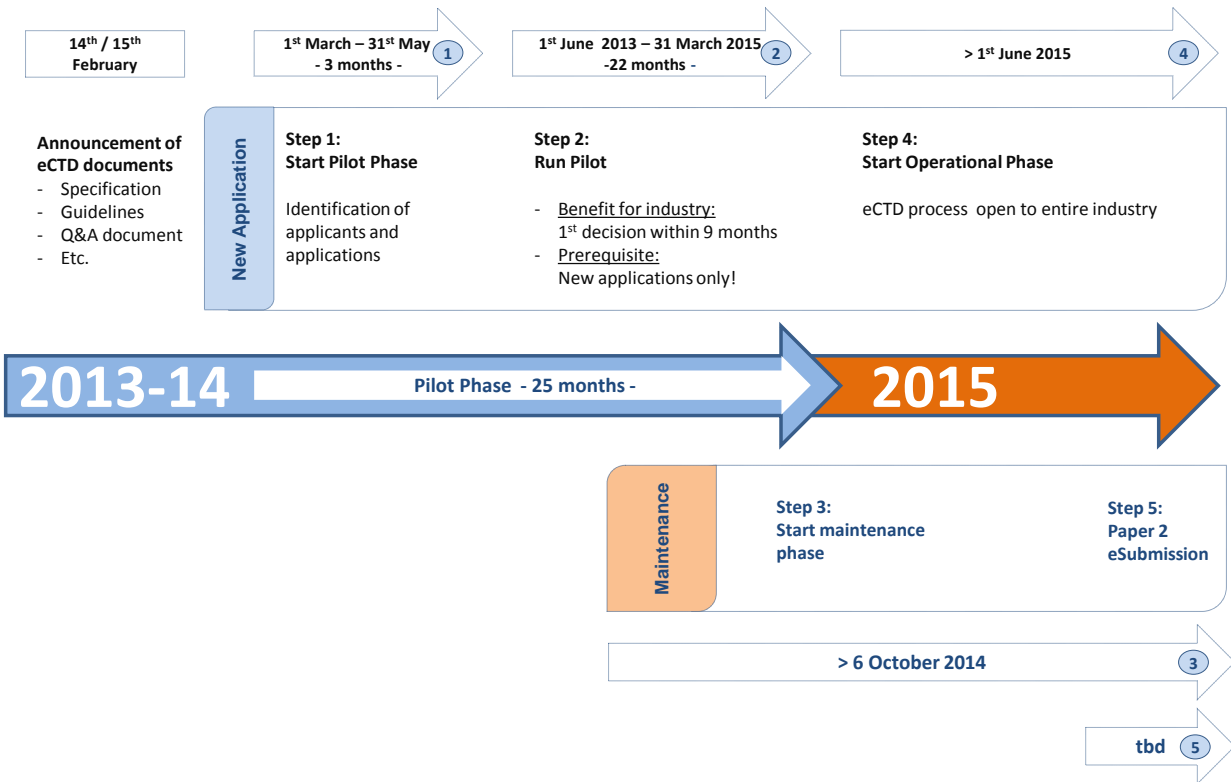 14th / 15th
February
1st March – 31st May
- 3 months -
1
1st June 2013 – 31 March 2015
-22 months -
2
> 1st June 2015
4
Announcement of
eCTD documents
- Specification
- Guidelines
- Q&A document
- Etc.
New Application
Step 1:
Start Pilot Phase
Identification of
applicants and
applications
Step 2:
Run Pilot
- Benefit for industry:
1st decision within 9 months
- Prerequisite:
New applications only!
Step 4:
Start Operational Phase
eCTD process open to entire industry
2013-14
Pilot Phase - 25 months -
2015
Maintenance
Step 3:
Start maintenance
phase
Step 5:
Paper 2
eSubmission
> 6 October 2014
3
tbd
5